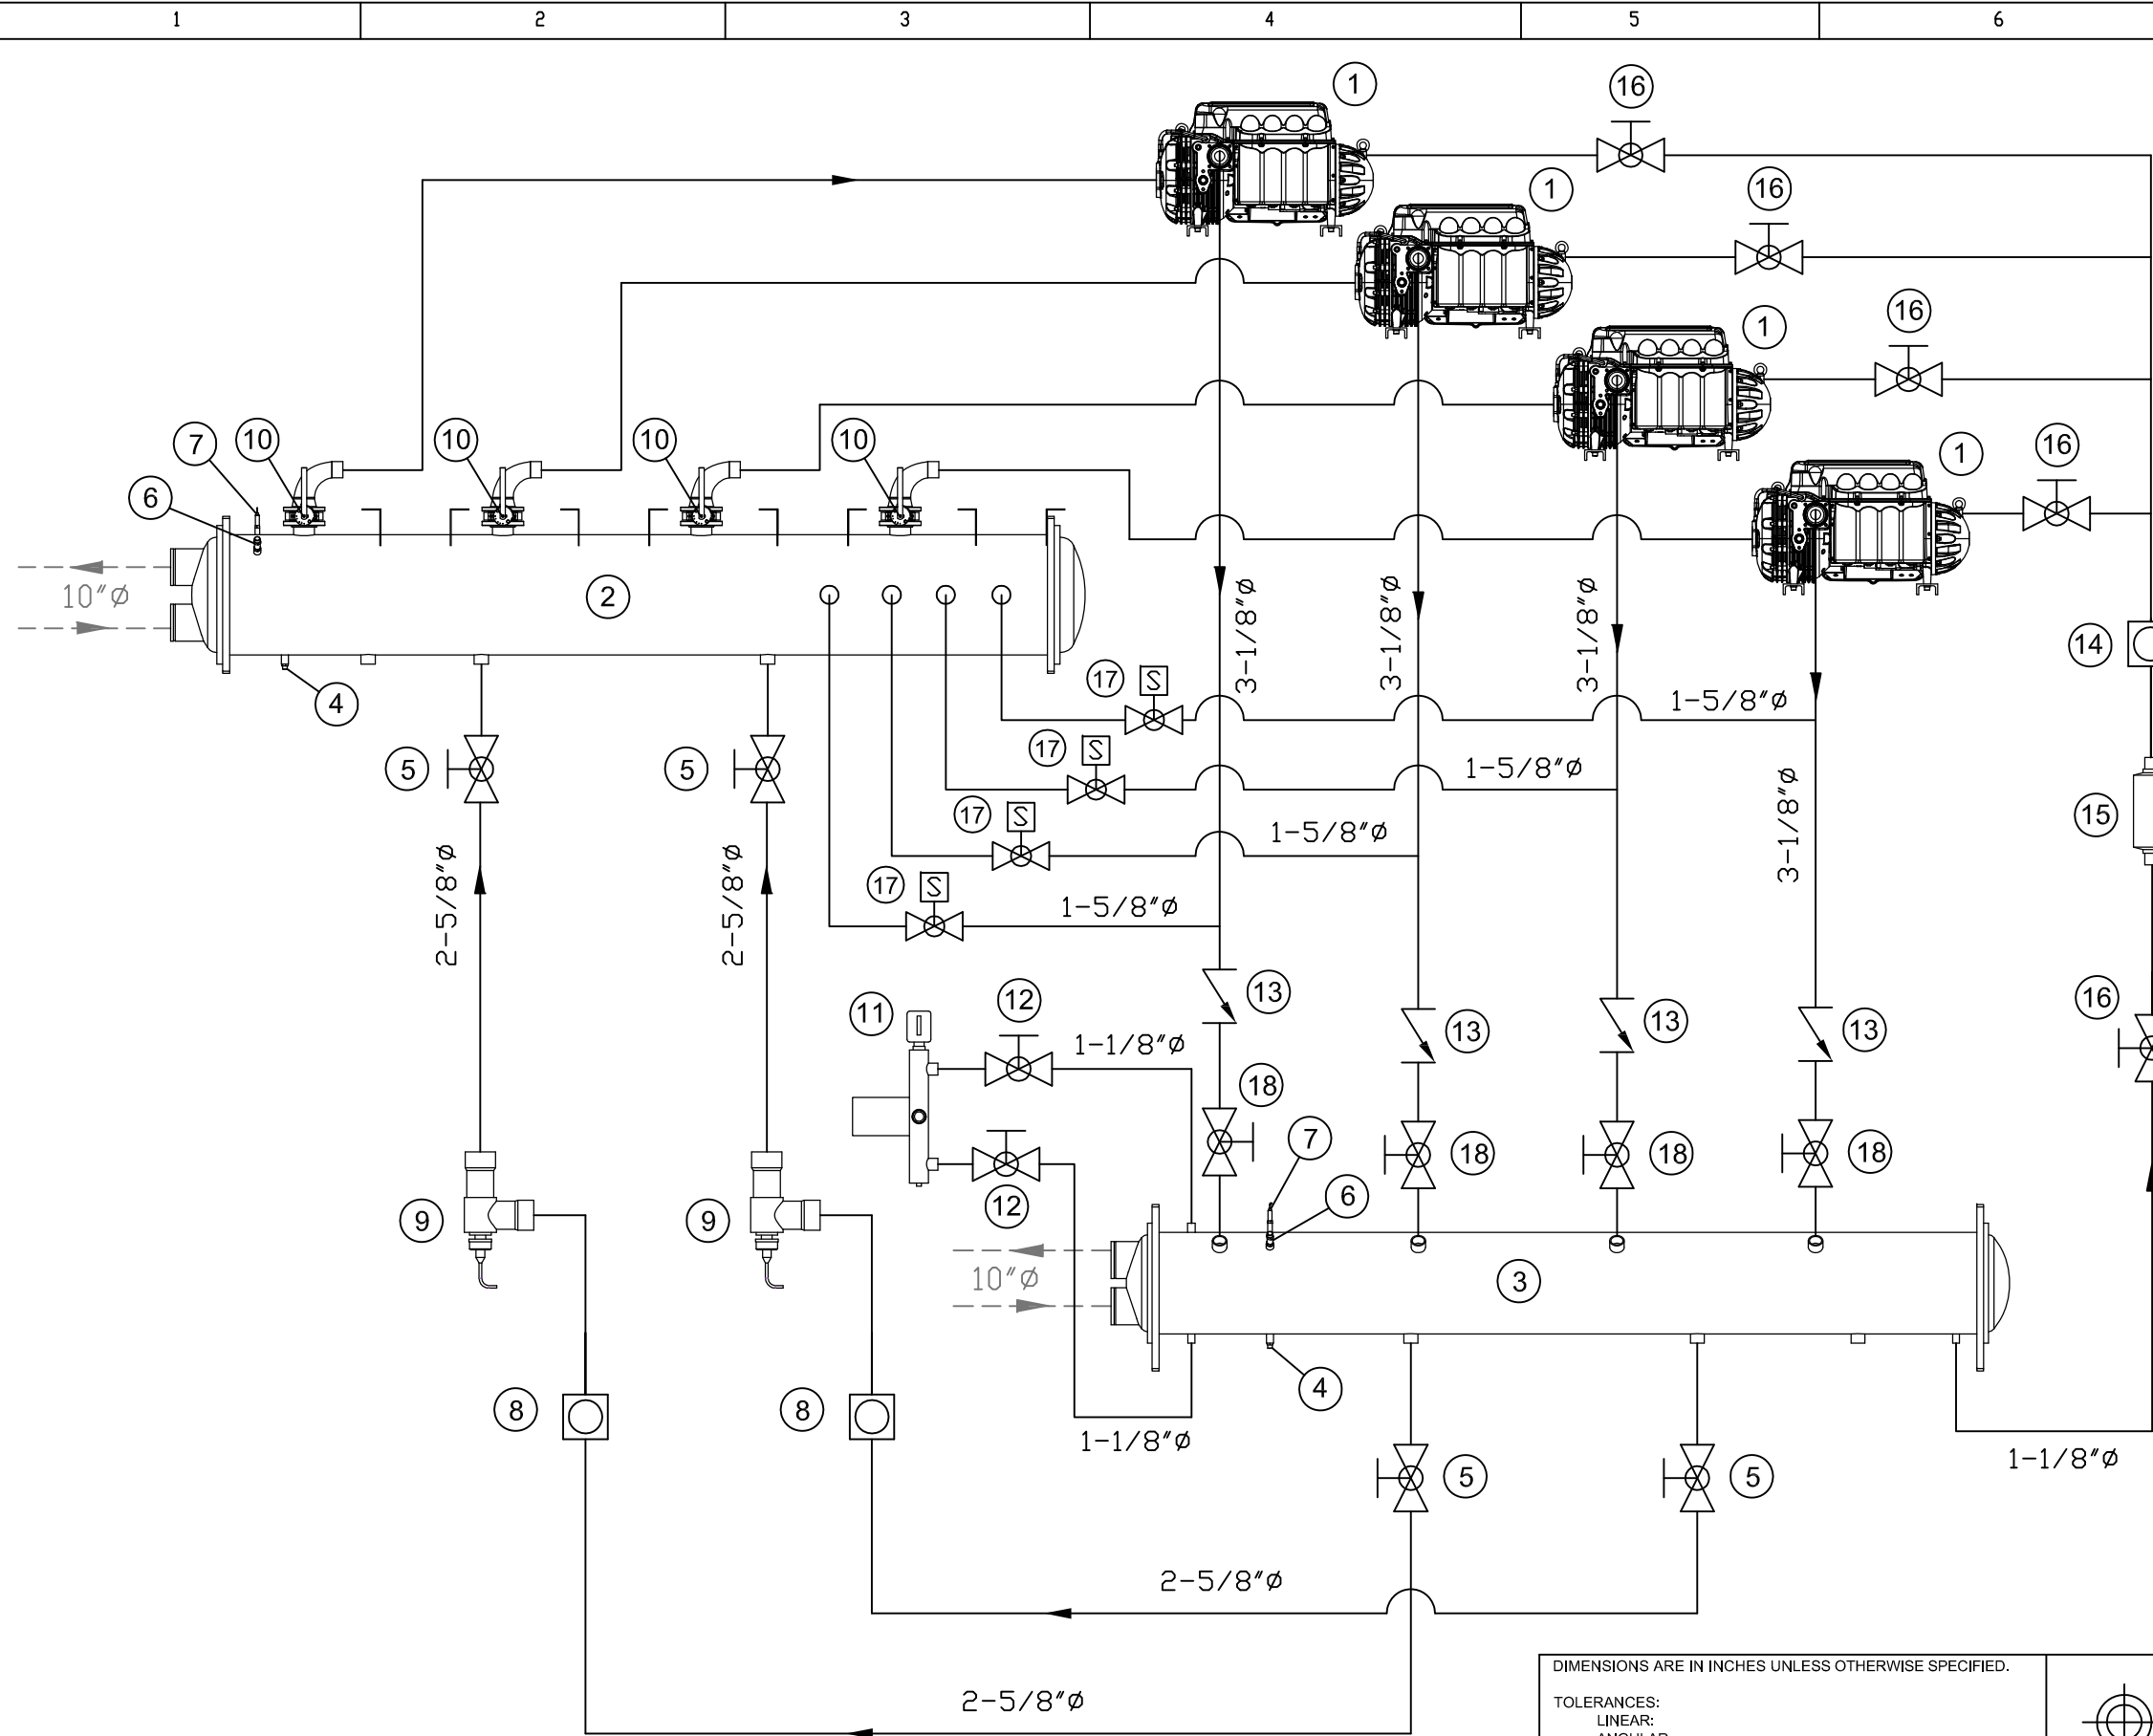 1 2 3 4 5 6
1 16
1 16
1 16
1 16
7 10 10 10 10
6
10"Ø
2
4
3-1/8"Ø 3-1/8"Ø 3-1/8"Ø
14
17 S
1-5/8"Ø
5 5
17 S
1-5/8"Ø
15
17 S
1-5/8"Ø
3-1/8"Ø
17 S
1-5/8"Ø
2-5/8"Ø 2-5/8"Ø
11 12
13 13 13 13
16
1-1/8"Ø
18
7
12
6
18 18 18
9 9
10"Ø
3
4
8 8
1-1/8"Ø
1-1/8"Ø
5 5
2-5/8"Ø
2-5/8"Ø
DIMENSIONS ARE IN INCHES UNLESS OTHERWISE SPECIFIED.
TOLERANCES:
LINEAR: